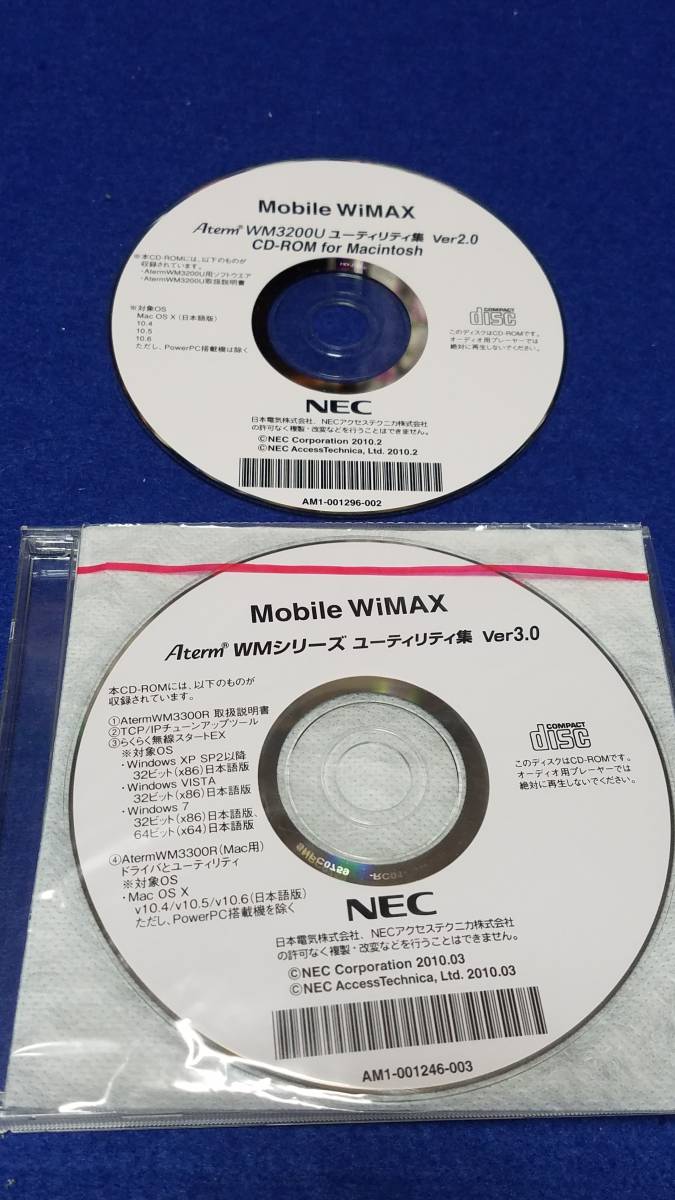 Mobile WiMAX
Aterm® WM3200U ユーティリティ集 Ver2.0
CD-ROM for Macintosh
※本CD-ROMには、以下のものが
収録されています。
・AtermWM3200U用ソフトウエア
・AtermWM3200U取扱説明書
※対象OS
Mac OS X (日本語版)
10.4
10.5
10.6
ただし、PowerPC搭載機は除く
COMPACT
disc
このディスクはCD-ROMです。
オーディオ用プレーヤーでは
絶対に再生しないでください。
NEC
日本電気株式会社、NECアクセステクニカ株式会社
の許可なく複製・改変などを行うことはできません。
©NEC Corporation 2010.2
©NEC AccessTechnica, Ltd. 2010.2
AM1-001296-002
Mobile WiMAX
Aterm® WMシリーズ ユーティリティ集 Ver3.0
本CD-ROMには、以下のものが
収録されています。
①AtermWM3300R 取扱説明書
②TCP/IPチューンアップツール
③らくらく無線スタートEX
※対象OS
・Windows XP SP2以降
32ビット(x86)日本語版
・Windows VISTA
32ビット(x86)日本語版
・Windows 7
32ビット(x86)日本語版、
64ビット(x64)日本語版
④AtermWM3300R(Mac用)
ドライバとユーティリティ
※対象OS
・Mac OS X
v10.4/v10.5/v10.6(日本語版)
ただし、PowerPC搭載機を除く
COMPACT
disc
このディスクはCD-ROMです。
オーディオ用プレーヤーでは
絶対に再生しないでください。
SNPC0759
NEC
日本電気株式会社、NECアクセステクニカ株式会社
の許可なく複製・改変などを行うことはできません。
©NEC Corporation 2010.03
©NEC AccessTechnica, Ltd. 2010.03
AM1-001246-003